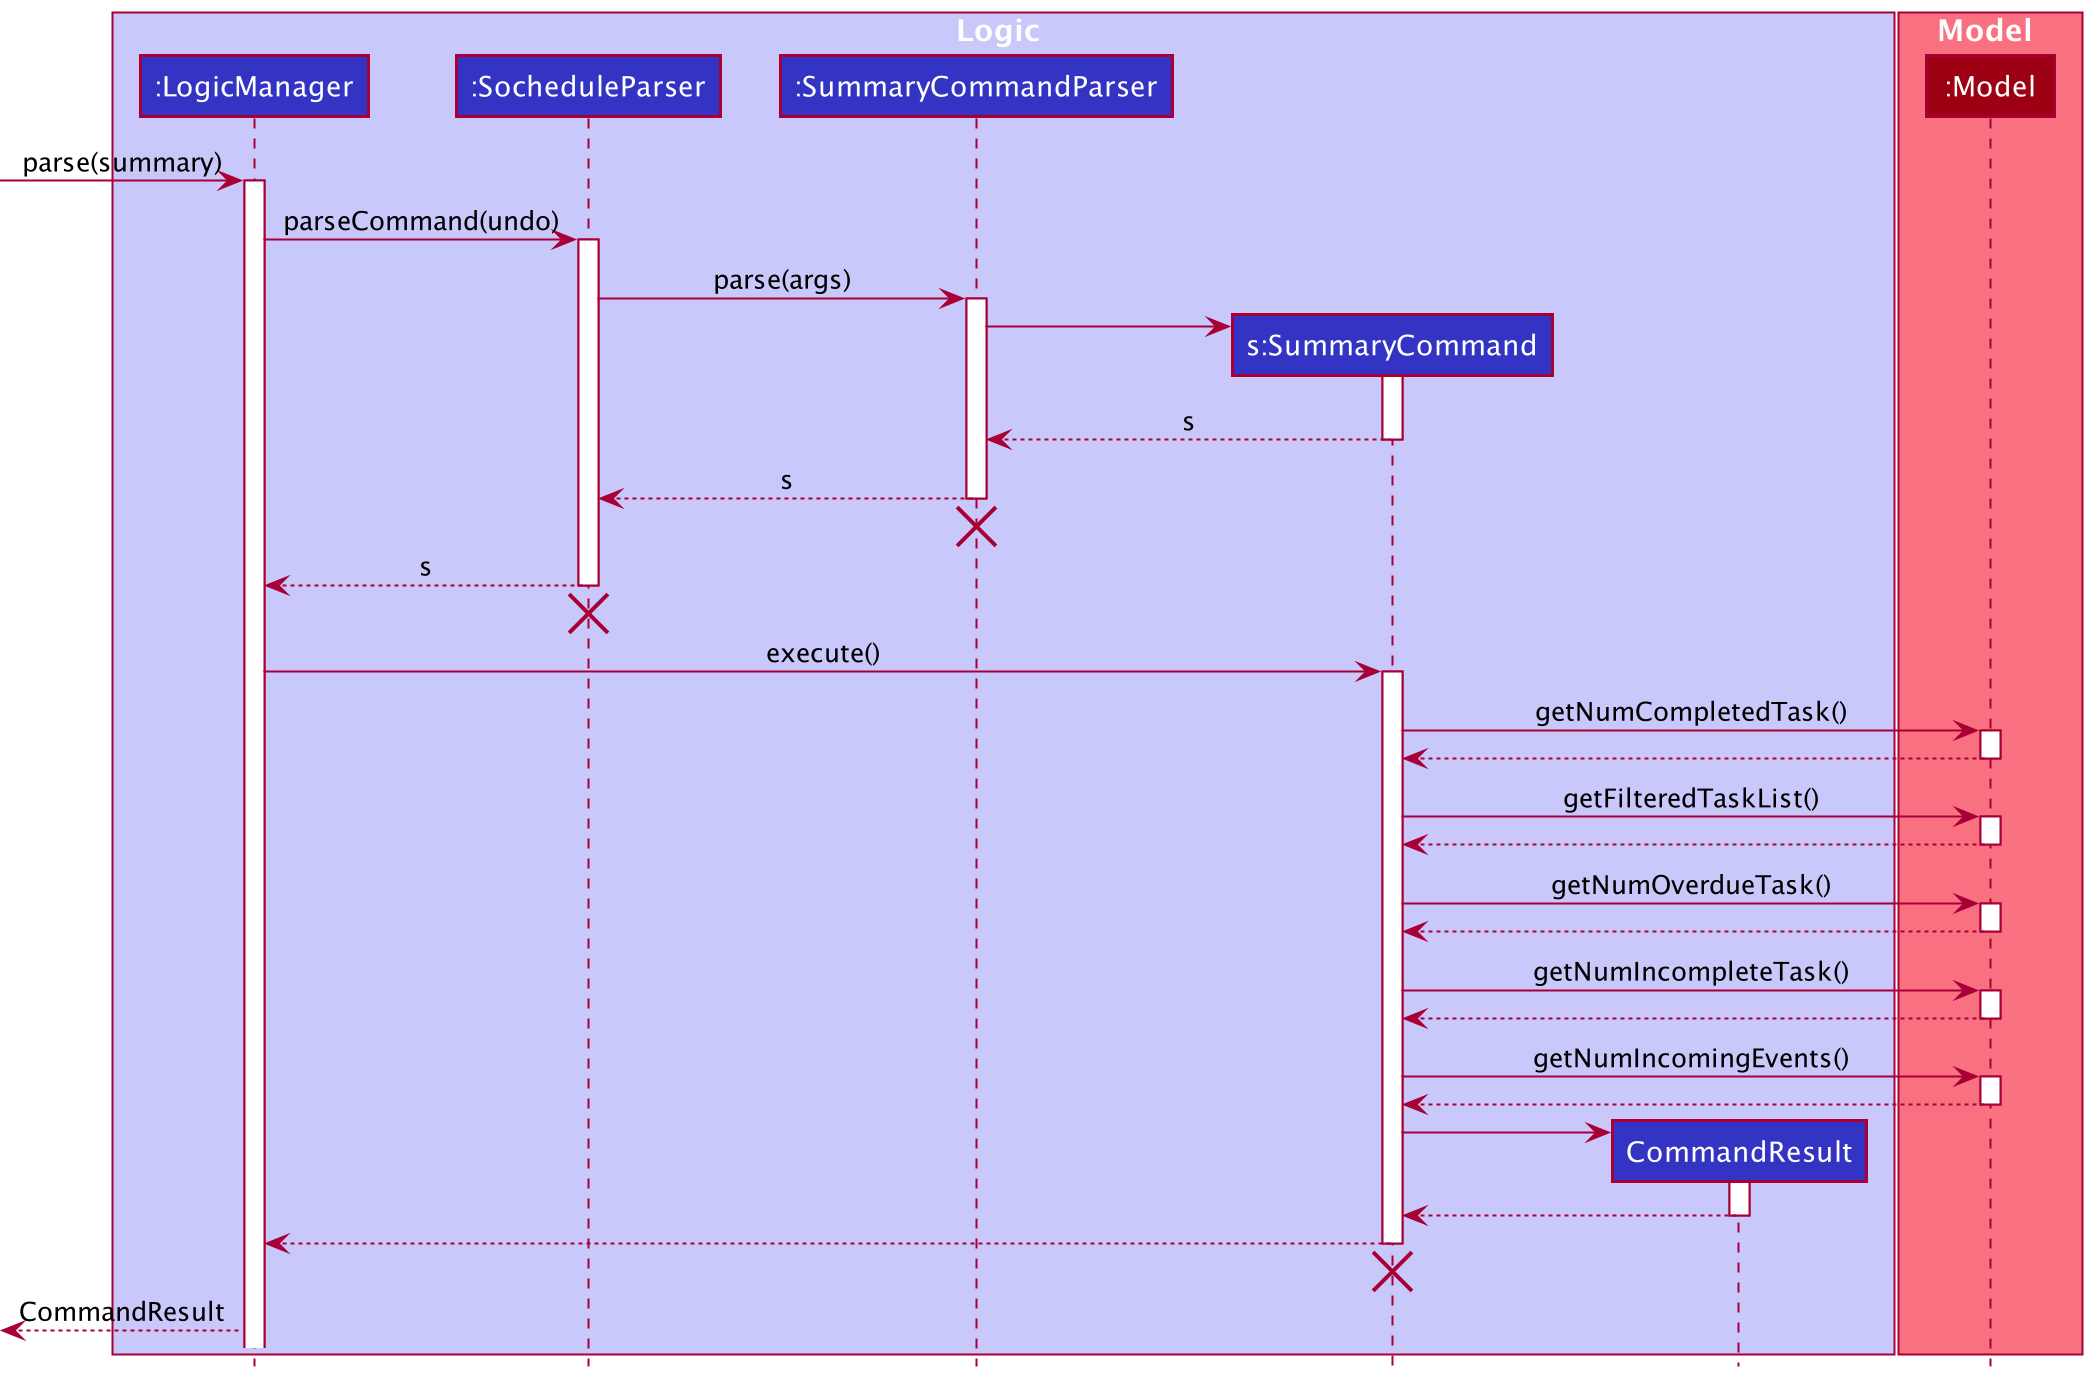 Logic
Model
:LogicManager
:SocheduleParser
:SummaryCommandParser
:Model
parse(summary)
parseCommand(undo)
parse(args)
s:SummaryCommand
s
s
s
execute()
getNumCompletedTask()
getFilteredTaskList()
getNumOverdueTask()
getNumIncompleteTask()
getNumIncomingEvents()
CommandResult
CommandResult